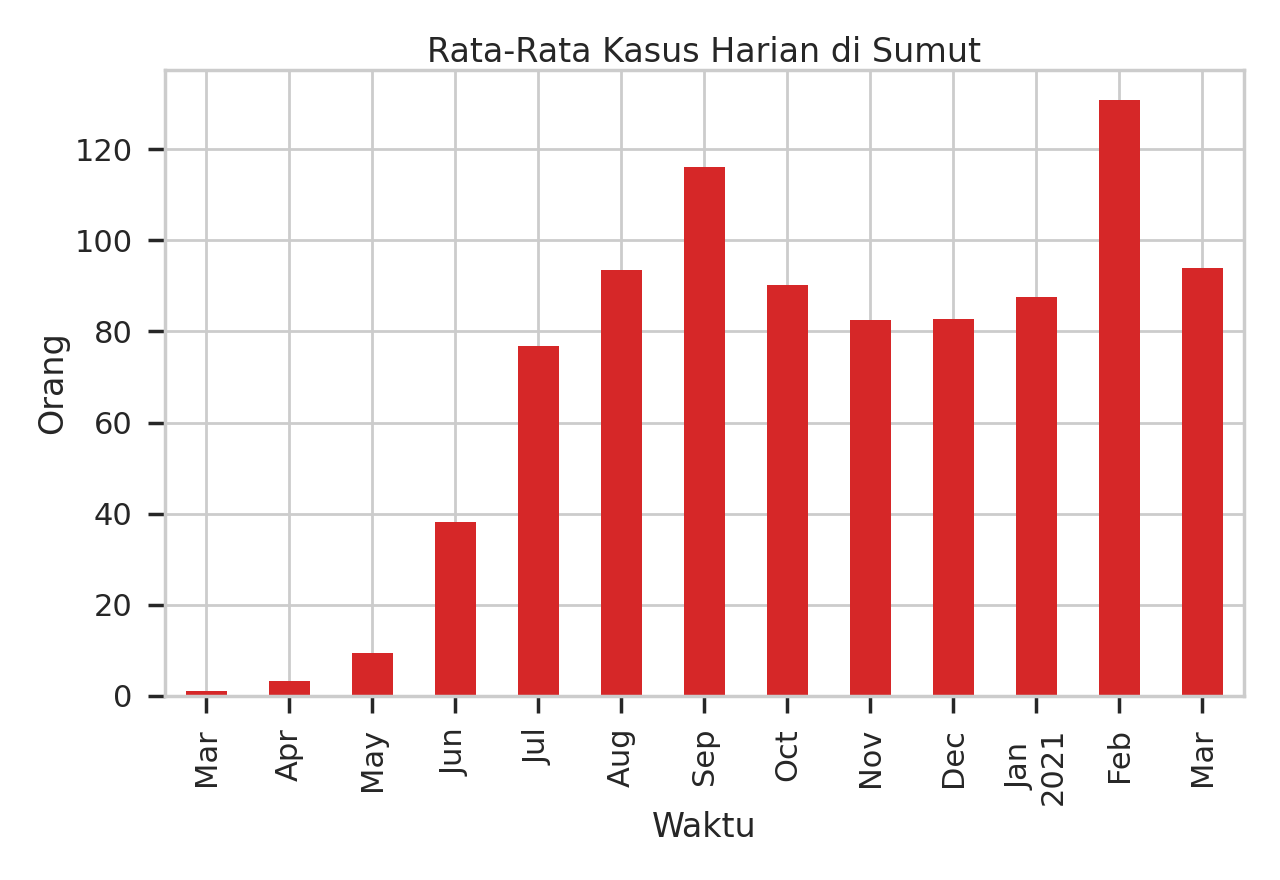 Rata-Rata Kasus Harian di Sumut
120
100
80
60
40
20
0
Orang
Mar
Apr
May
Jun
Jul
Aug
Sep
Oct
Nov
Dec
Jan
2021
Feb
Mar
Waktu